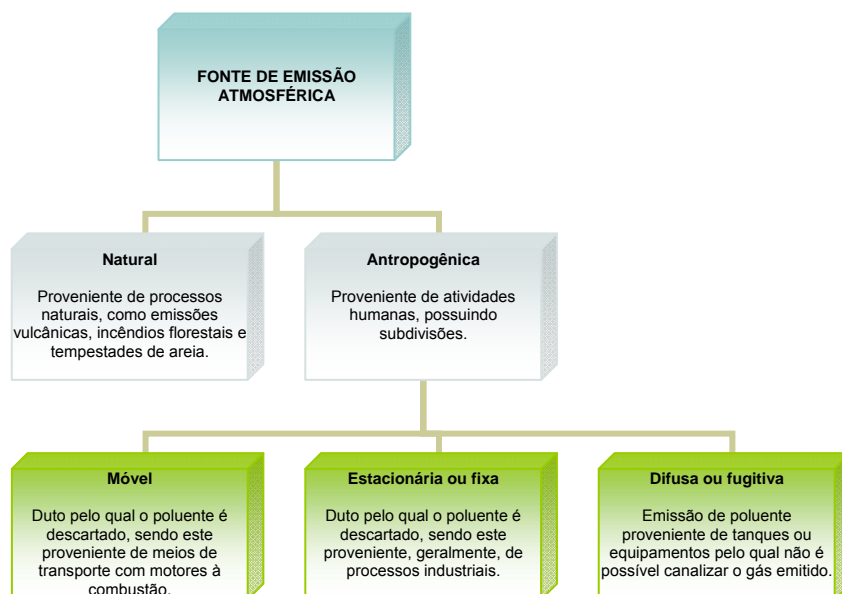 FONTE DE EMISSÃO
ATMOSFÉRICA
Natural
Proveniente de processos
naturais, como emissões
vulcânicas, incêndios florestais e
tempestades de areia.
Antropogênica
Proveniente de atividades
humanas, possuindo
subdivisões.
Móvel
Duto pelo qual o poluente é
descartado, sendo este
proveniente de meios de
transporte com motores à
combustão.
Estacionária ou fixa
Duto pelo qual o poluente é
descartado, sendo este
proveniente, geralmente, de
processos industriais.
Difusa ou fugitiva
Emissão de poluente
proveniente de tanques ou
equipamentos pelo qual não é
possível canalizar o gás emitido.